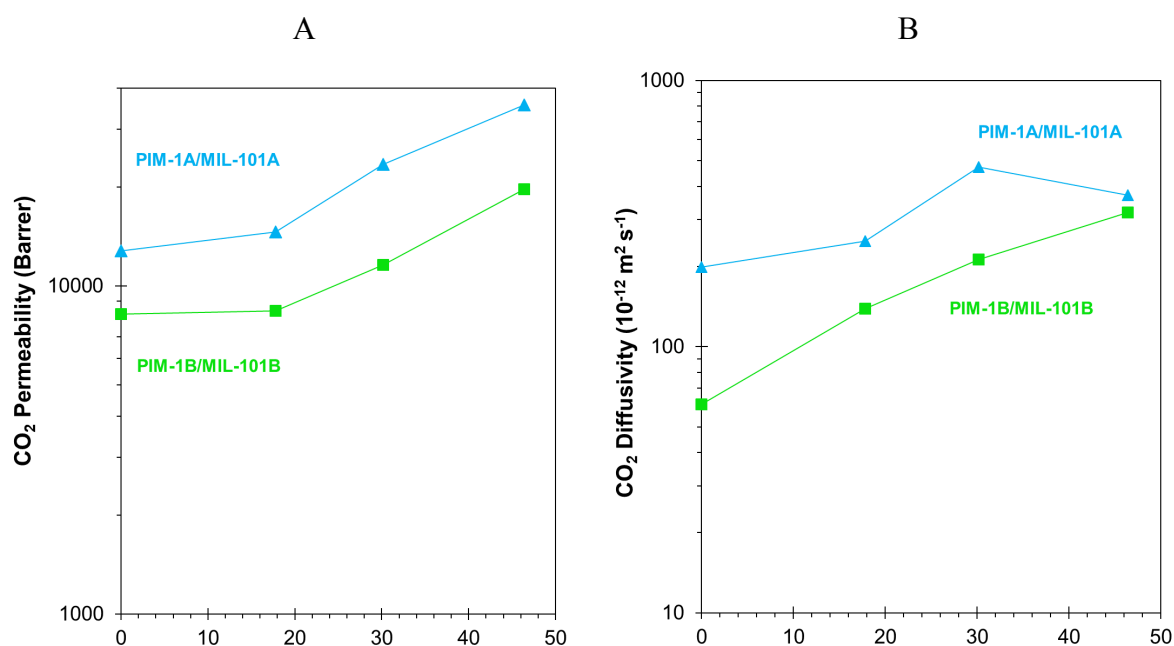 A
B
CO₂ Permeability (Barrer)
10000
1000
PIM-1A/MIL-101A
PIM-1B/MIL-101B
0 10 20 30 40 50
CO₂ Diffusivity (10⁻¹² m² s⁻¹)
1000
100
10
PIM-1A/MIL-101A
PIM-1B/MIL-101B
0 10 20 30 40 50